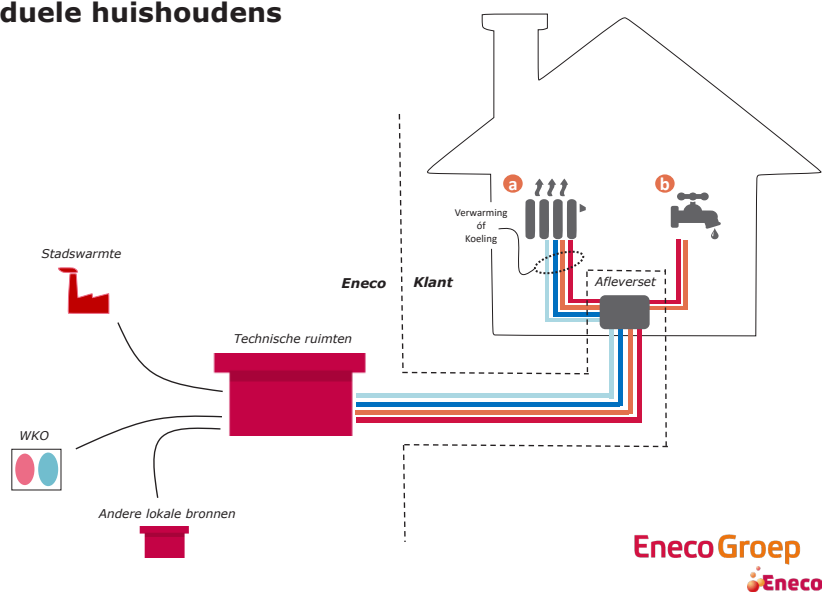 duele huishoudens
a
b
Verwarming
óf
Koeling
Stadswarmte
Eneco
Klant
Afleverset
Technische ruimten
WKO
Andere lokale bronnen
Eneco Groep
Eneco